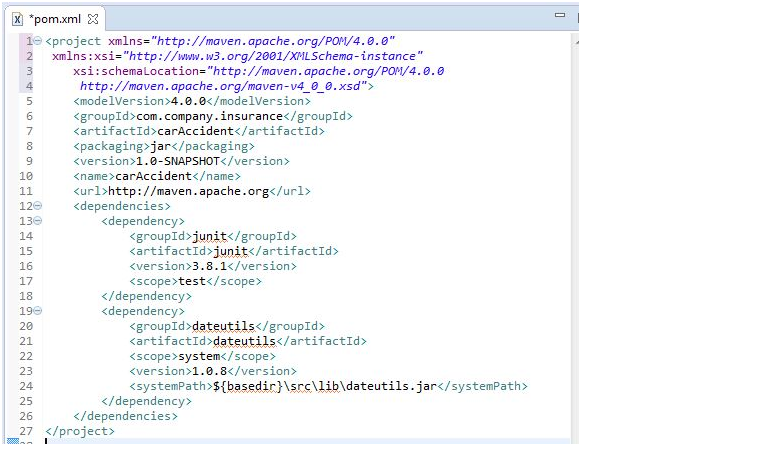 *pom.xml
1 <project xmlns="http://maven.apache.org/POM/4.0.0"
2 xmlns:xsi="http://www.w3.org/2001/XMLSchema-instance"
3 xsi:schemaLocation="http://maven.apache.org/POM/4.0.0
4 http://maven.apache.org/maven-v4_0_0.xsd">
5 <modelVersion>4.0.0</modelVersion>
6 <groupId>com.company.insurance</groupId>
7 <artifactId>carAccident</artifactId>
8 <packaging>jar</packaging>
9 <version>1.0-SNAPSHOT</version>
10 <name>carAccident</name>
11 <url>http://maven.apache.org</url>
12 <dependencies>
13 <dependency>
14 <groupId>junit</groupId>
15 <artifactId>junit</artifactId>
16 <version>3.8.1</version>
17 <scope>test</scope>
18 </dependency>
19 <dependency>
20 <groupId>dateutils</groupId>
21 <artifactId>dateutils</artifactId>
22 <scope>system</scope>
23 <version>1.0.8</version>
24 <systemPath>${basedir}\src\lib\dateutils.jar</systemPath>
25 </dependency>
26 </dependencies>
27 </project>